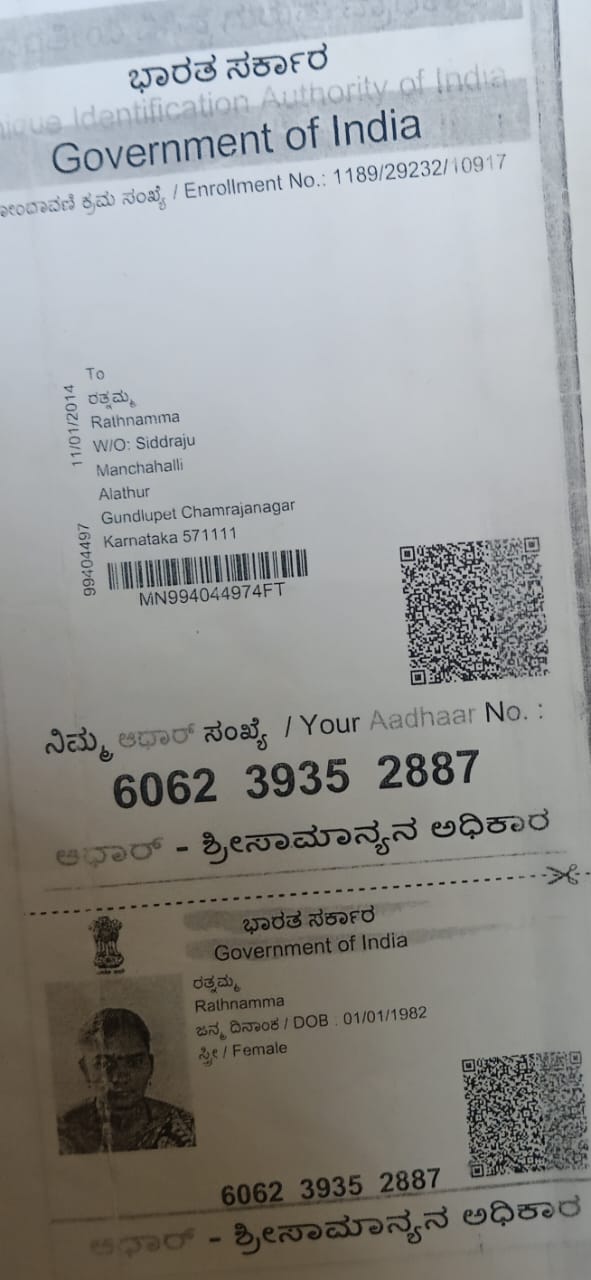 ಭಾರತ ಸರ್ಕಾರ
Unique Identification Authority of India
Government of India
ನೋಂದಾವಣಿ ಕ್ರಮ ಸಂಖ್ಯೆ / Enrollment No.: 1189/29232/10917
To
ರತ್ನಮ್ಮ
Rathnamma
W/O: Siddraju
Manchahalli
Alathur
Gundlupet Chamrajanagar
Karnataka 571111
11/01/2014
99404497
MN994044974FT
ನಿಮ್ಮ ಆಧಾರ್ ಸಂಖ್ಯೆ / Your Aadhaar No. :
6062 3935 2887
ಆಧಾರ್ - ಶ್ರೀಸಾಮಾನ್ಯನ ಅಧಿಕಾರ
ಭಾರತ ಸರ್ಕಾರ
Government of India
ರತ್ನಮ್ಮ
Rathnamma
ಜನ್ಮ ದಿನಾಂಕ / DOB : 01/01/1982
ಸ್ತ್ರೀ / Female
6062 3935 2887
ಆಧಾರ್ - ಶ್ರೀಸಾಮಾನ್ಯನ ಅಧಿಕಾರ